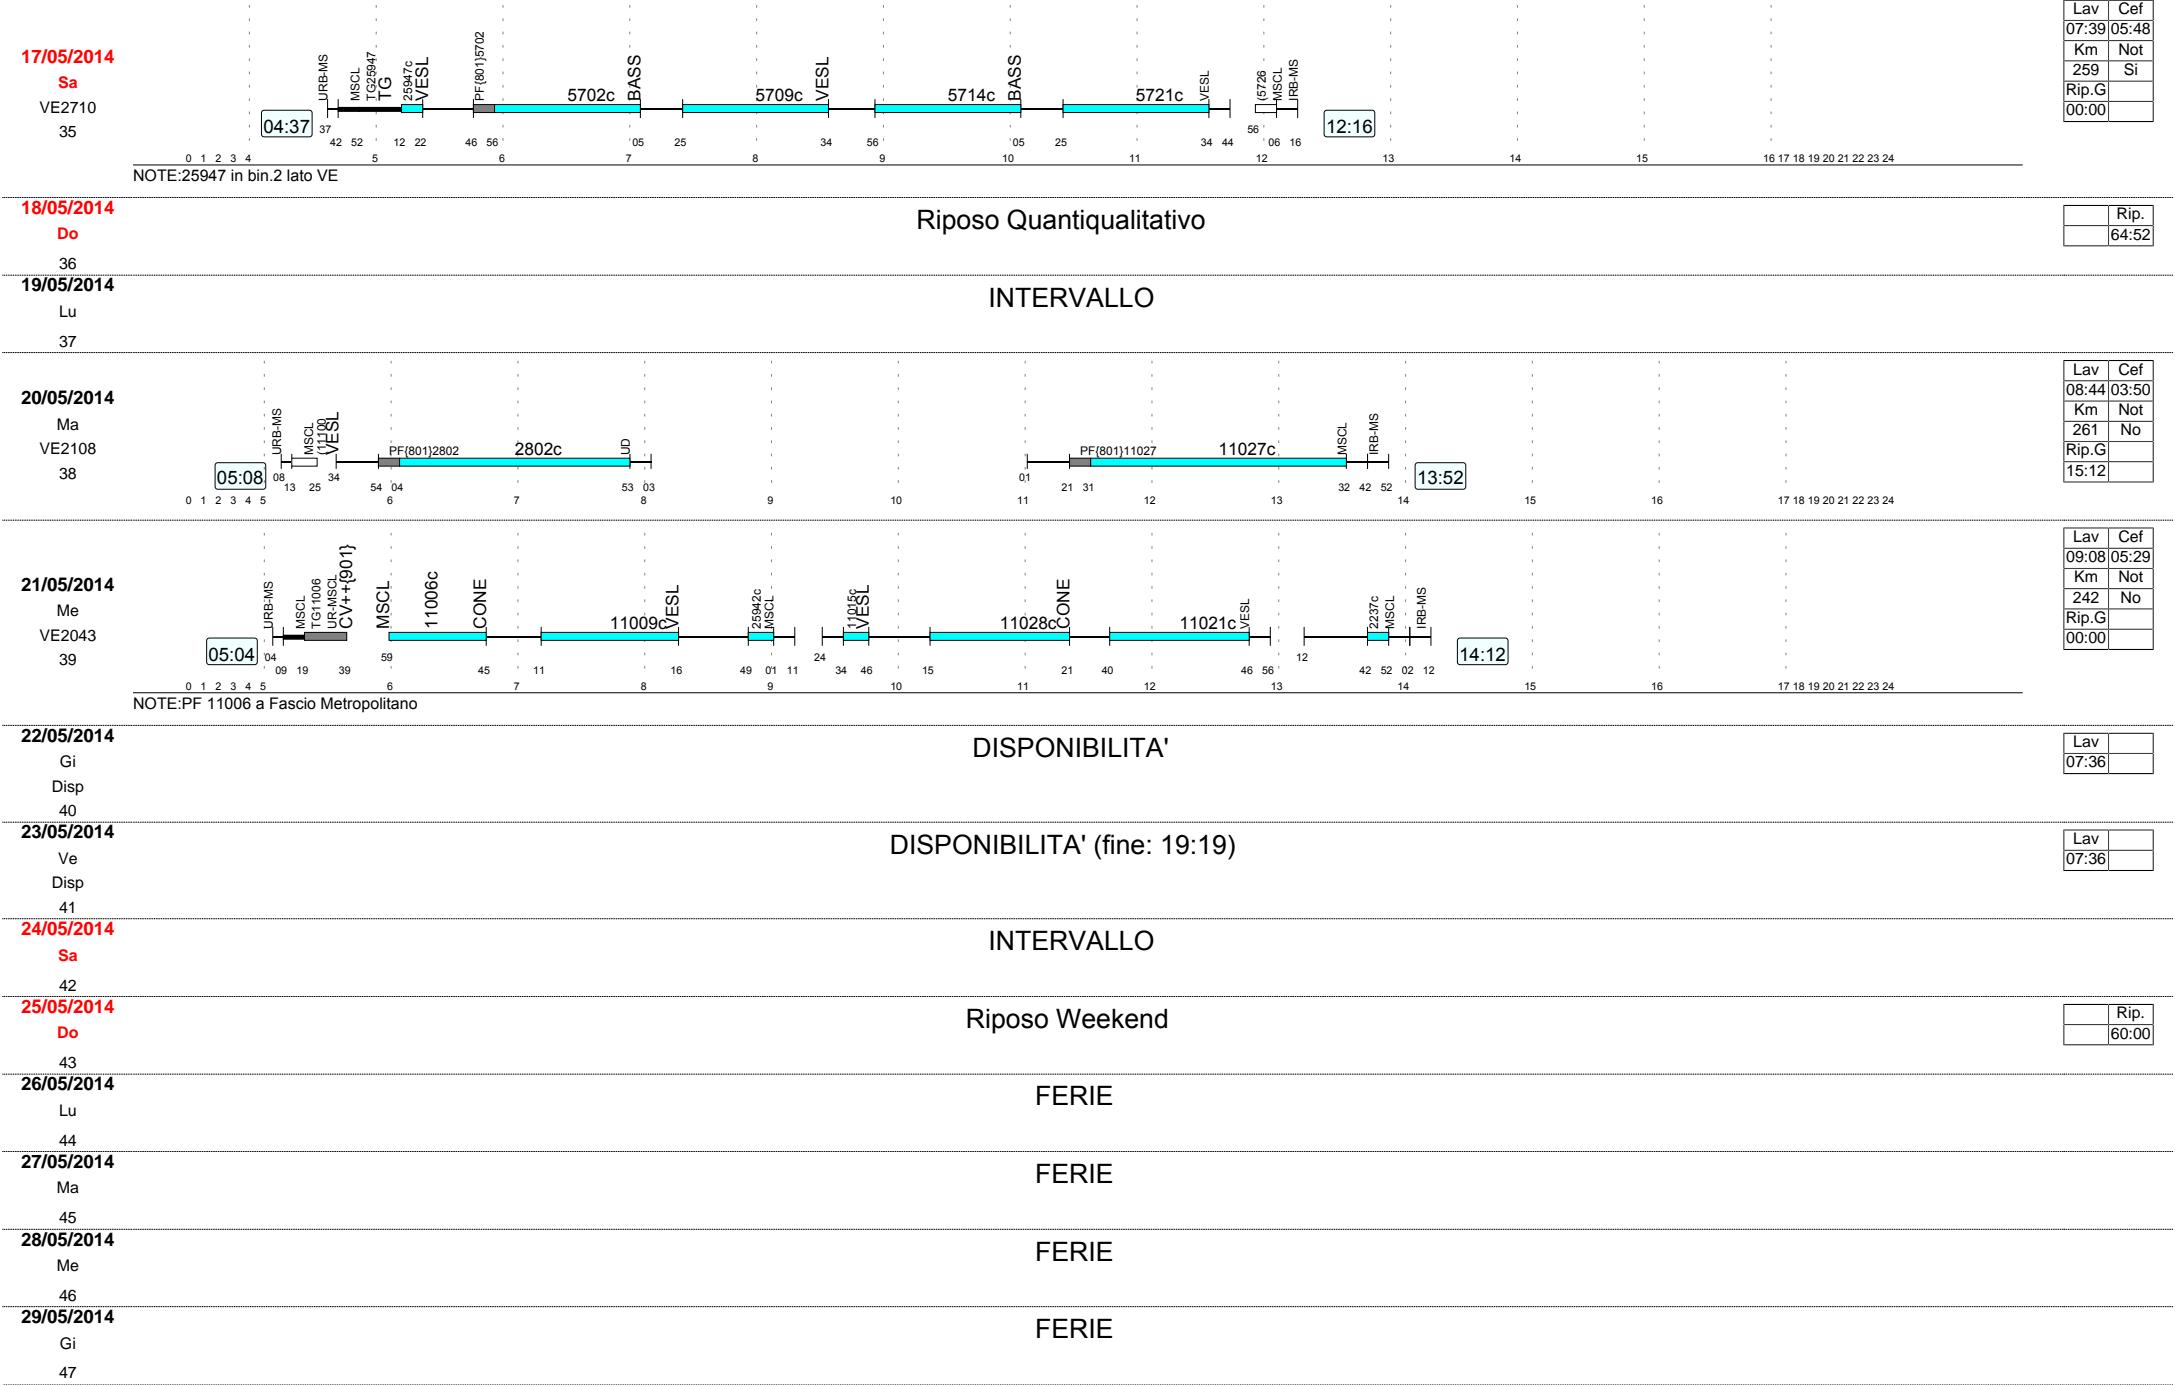 Lav Cef
07:39 05:48
Km Not
259 Si
Rip.G
00:00
17/05/2014
Sa
VE2710
35
URB-MS MSCL TG25947 TG 25947c VESL PF{801}5702 5702c BASS 5709c VESL 5714c BASS 5721c VESL (5726 MSCL IRB-MS
04:37 12:16
37 42 52 12 22 46 56 05 25 34 56 05 25 34 44 56 06 16
0 1 2 3 4 5 6 7 8 9 10 11 12 13 14 15 16 17 18 19 20 21 22 23 24
NOTE:25947 in bin.2 lato VE
18/05/2014
Do
36
Riposo Quantiqualitativo
Rip.
64:52
19/05/2014
Lu
37
INTERVALLO
20/05/2014
Ma
VE2108
38
URB-MS MSCL (11100 VESL PF{801}2802 2802c UD PF{801}11027 11027c MSCL IRB-MS
05:08 13:52
08 13 25 34 54 04 53 03 01 21 31 32 42 52
0 1 2 3 4 5 6 7 8 9 10 11 12 13 14 15 16 17 18 19 20 21 22 23 24
Lav Cef
08:44 03:50
Km Not
261 No
Rip.G
15:12
21/05/2014
Me
VE2043
39
URB-MS MSCL TG11006 UR-MSCL CV++{901} MSCL 11006c CONE 11009c VESL 25942c MSCL 11015c VESL 11028c CONE 11021c VESL 2237c MSCL IRB-MS
05:04 14:12
04 09 19 39 59 45 11 16 49 01 11 24 34 46 15 21 40 46 56 12 42 52 02 12
0 1 2 3 4 5 6 7 8 9 10 11 12 13 14 15 16 17 18 19 20 21 22 23 24
NOTE:PF 11006 a Fascio Metropolitano
Lav Cef
09:08 05:29
Km Not
242 No
Rip.G
00:00
22/05/2014
Gi
Disp
40
DISPONIBILITA'
Lav
07:36
23/05/2014
Ve
Disp
41
DISPONIBILITA' (fine: 19:19)
Lav
07:36
24/05/2014
Sa
42
INTERVALLO
25/05/2014
Do
43
Riposo Weekend
Rip.
60:00
26/05/2014
Lu
44
FERIE
27/05/2014
Ma
45
FERIE
28/05/2014
Me
46
FERIE
29/05/2014
Gi
47
FERIE